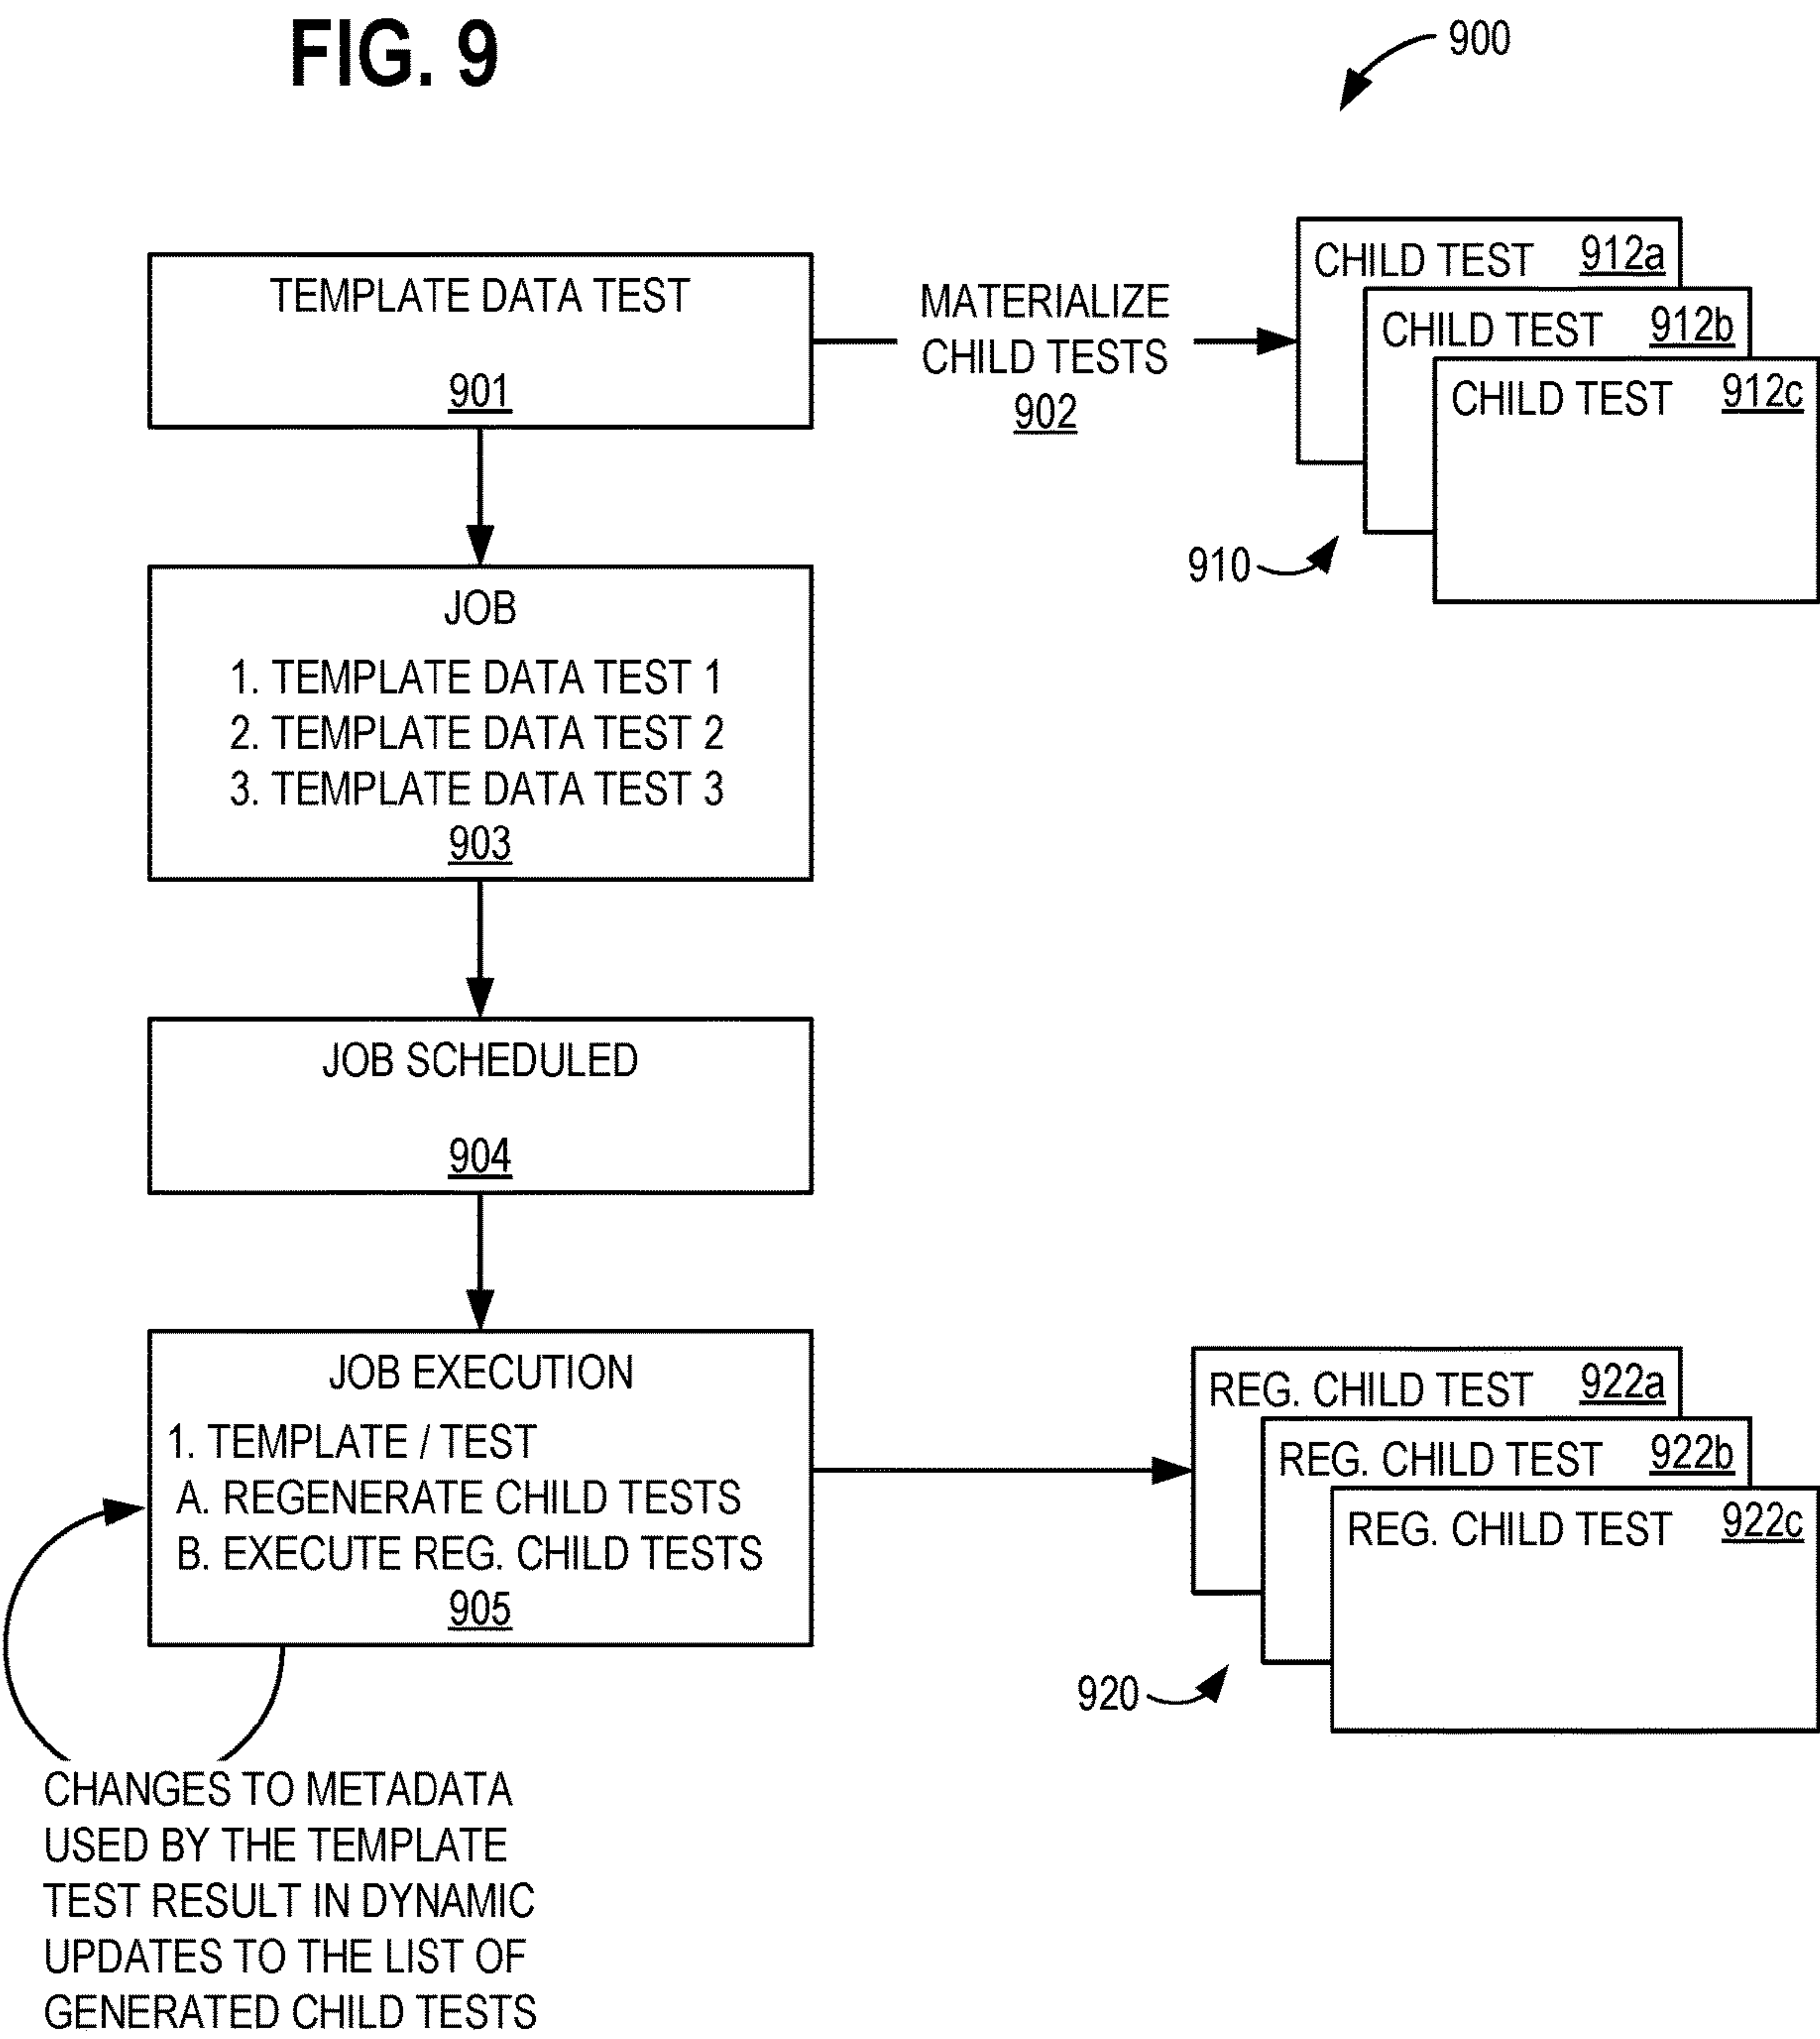 FIG. 9
900
TEMPLATE DATA TEST
901
MATERIALIZE
CHILD TESTS
902
CHILD TEST 912a
CHILD TEST 912b
CHILD TEST 912c
910
JOB
1. TEMPLATE DATA TEST 1
2. TEMPLATE DATA TEST 2
3. TEMPLATE DATA TEST 3
903
JOB SCHEDULED
904
JOB EXECUTION
1. TEMPLATE / TEST
A. REGENERATE CHILD TESTS
B. EXECUTE REG. CHILD TESTS
905
REG. CHILD TEST 922a
REG. CHILD TEST 922b
REG. CHILD TEST 922c
920
CHANGES TO METADATA
USED BY THE TEMPLATE
TEST RESULT IN DYNAMIC
UPDATES TO THE LIST OF
GENERATED CHILD TESTS